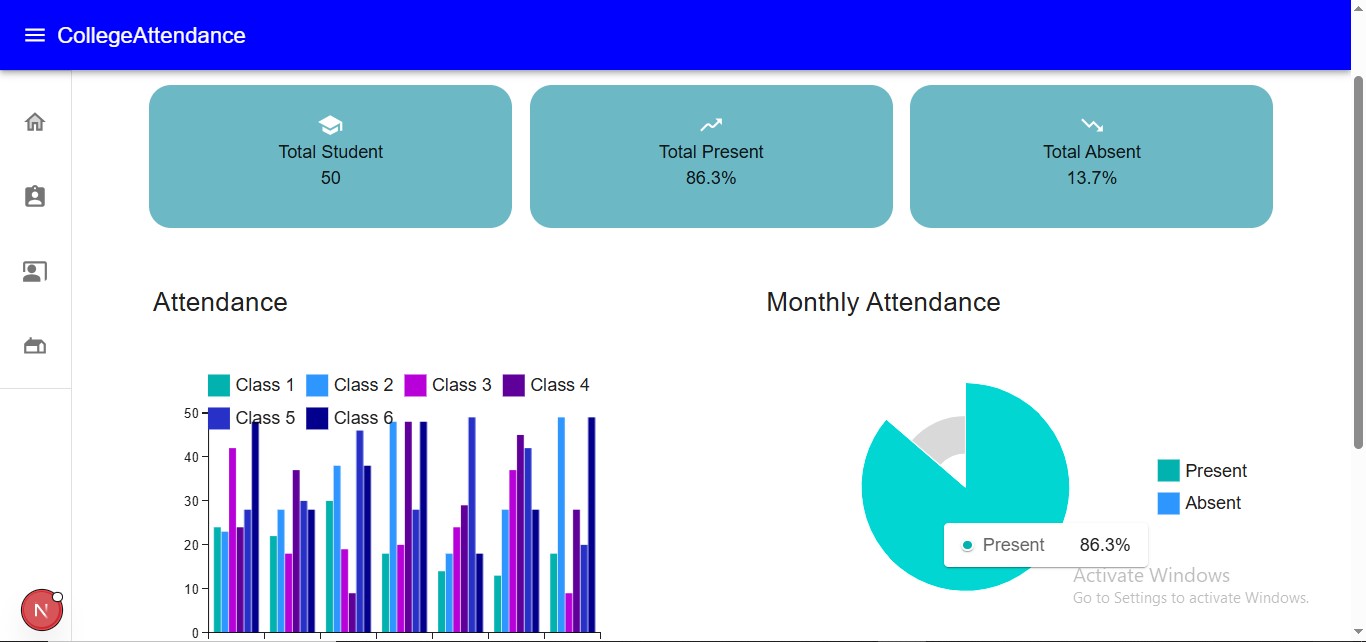 CollegeAttendance
Total Student
50
Total Present
86.3%
Total Absent
13.7%
Attendance
Monthly Attendance
Class 1 Class 2 Class 3 Class 4
Class 5 Class 6
50
40
30
20
10
0
Present
Absent
Present 86.3%
Activate Windows
Go to Settings to activate Windows.
N